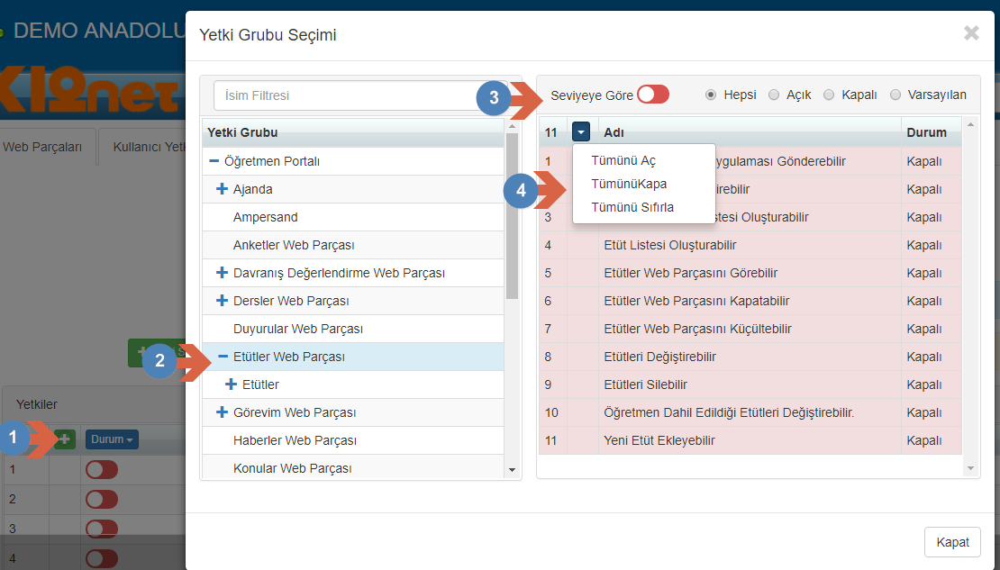 DEMO ANADOLU
K12net
Web Parçaları
Kullanıcı Yet
Yetkiler
Durum
1
2
3
4
1
2
3
4
Yetki Grubu Seçimi
İsim Filtresi
Yetki Grubu
Öğretmen Portalı
Ajanda
Ampersand
Anketler Web Parçası
Davranış Değerlendirme Web Parçası
Dersler Web Parçası
Duyurular Web Parçası
Etütler Web Parçası
Etütler
Görevim Web Parçası
Haberler Web Parçası
Konular Web Parçası
Seviyeye Göre
Hepsi Açık Kapalı Varsayılan
11 Adı Durum
Tümünü Aç
TümünüKapa
Tümünü Sıfırla
1 ygulaması Gönderebilir Kapalı
irebilir Kapalı
3 stesi Oluşturabilir Kapalı
4 Etüt Listesi Oluşturabilir Kapalı
5 Etütler Web Parçasını Görebilir Kapalı
6 Etütler Web Parçasını Kapatabilir Kapalı
7 Etütler Web Parçasını Küçültebilir Kapalı
8 Etütleri Değiştirebilir Kapalı
9 Etütleri Silebilir Kapalı
10 Öğretmen Dahil Edildiği Etütleri Değiştirebilir. Kapalı
11 Yeni Etüt Ekleyebilir Kapalı
Kapat